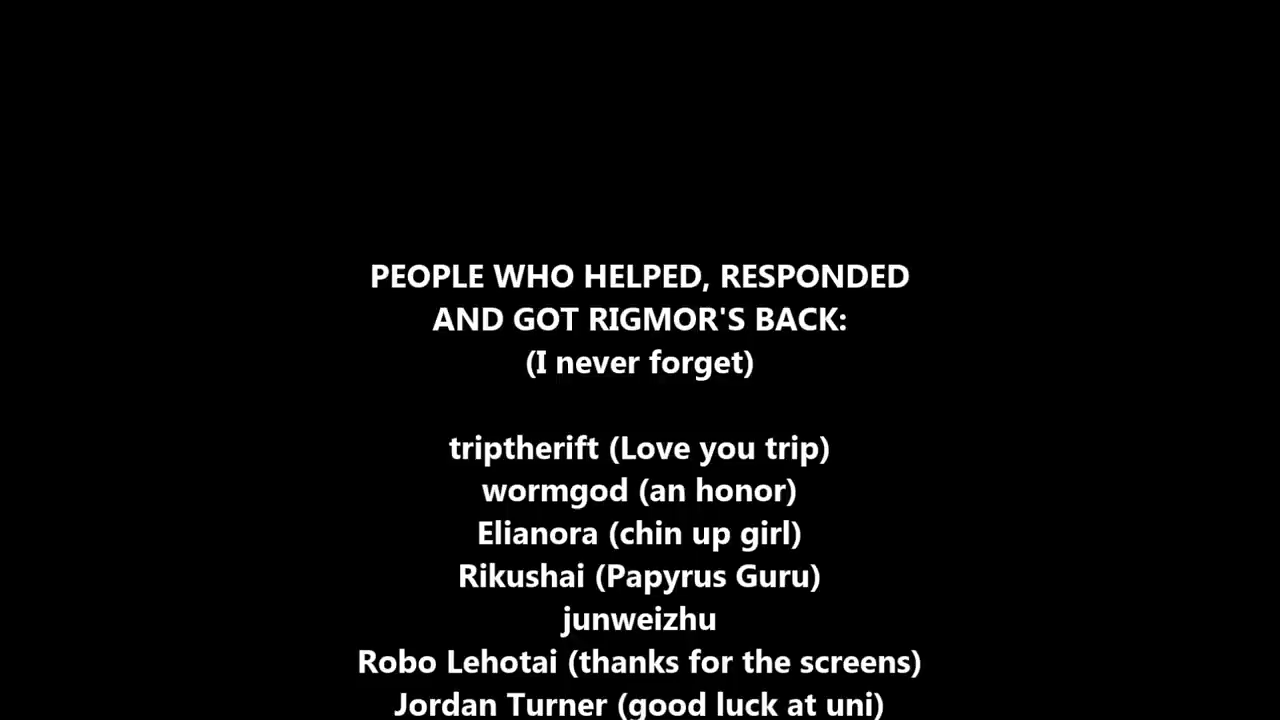 PEOPLE WHO HELPED, RESPONDED
AND GOT RIGMOR'S BACK:
(I never forget)
triptherift (Love you trip)
wormgod (an honor)
Elianora (chin up girl)
Rikushai (Papyrus Guru)
junweizhu
Robo Lehotai (thanks for the screens)
Jordan Turner (good luck at uni)